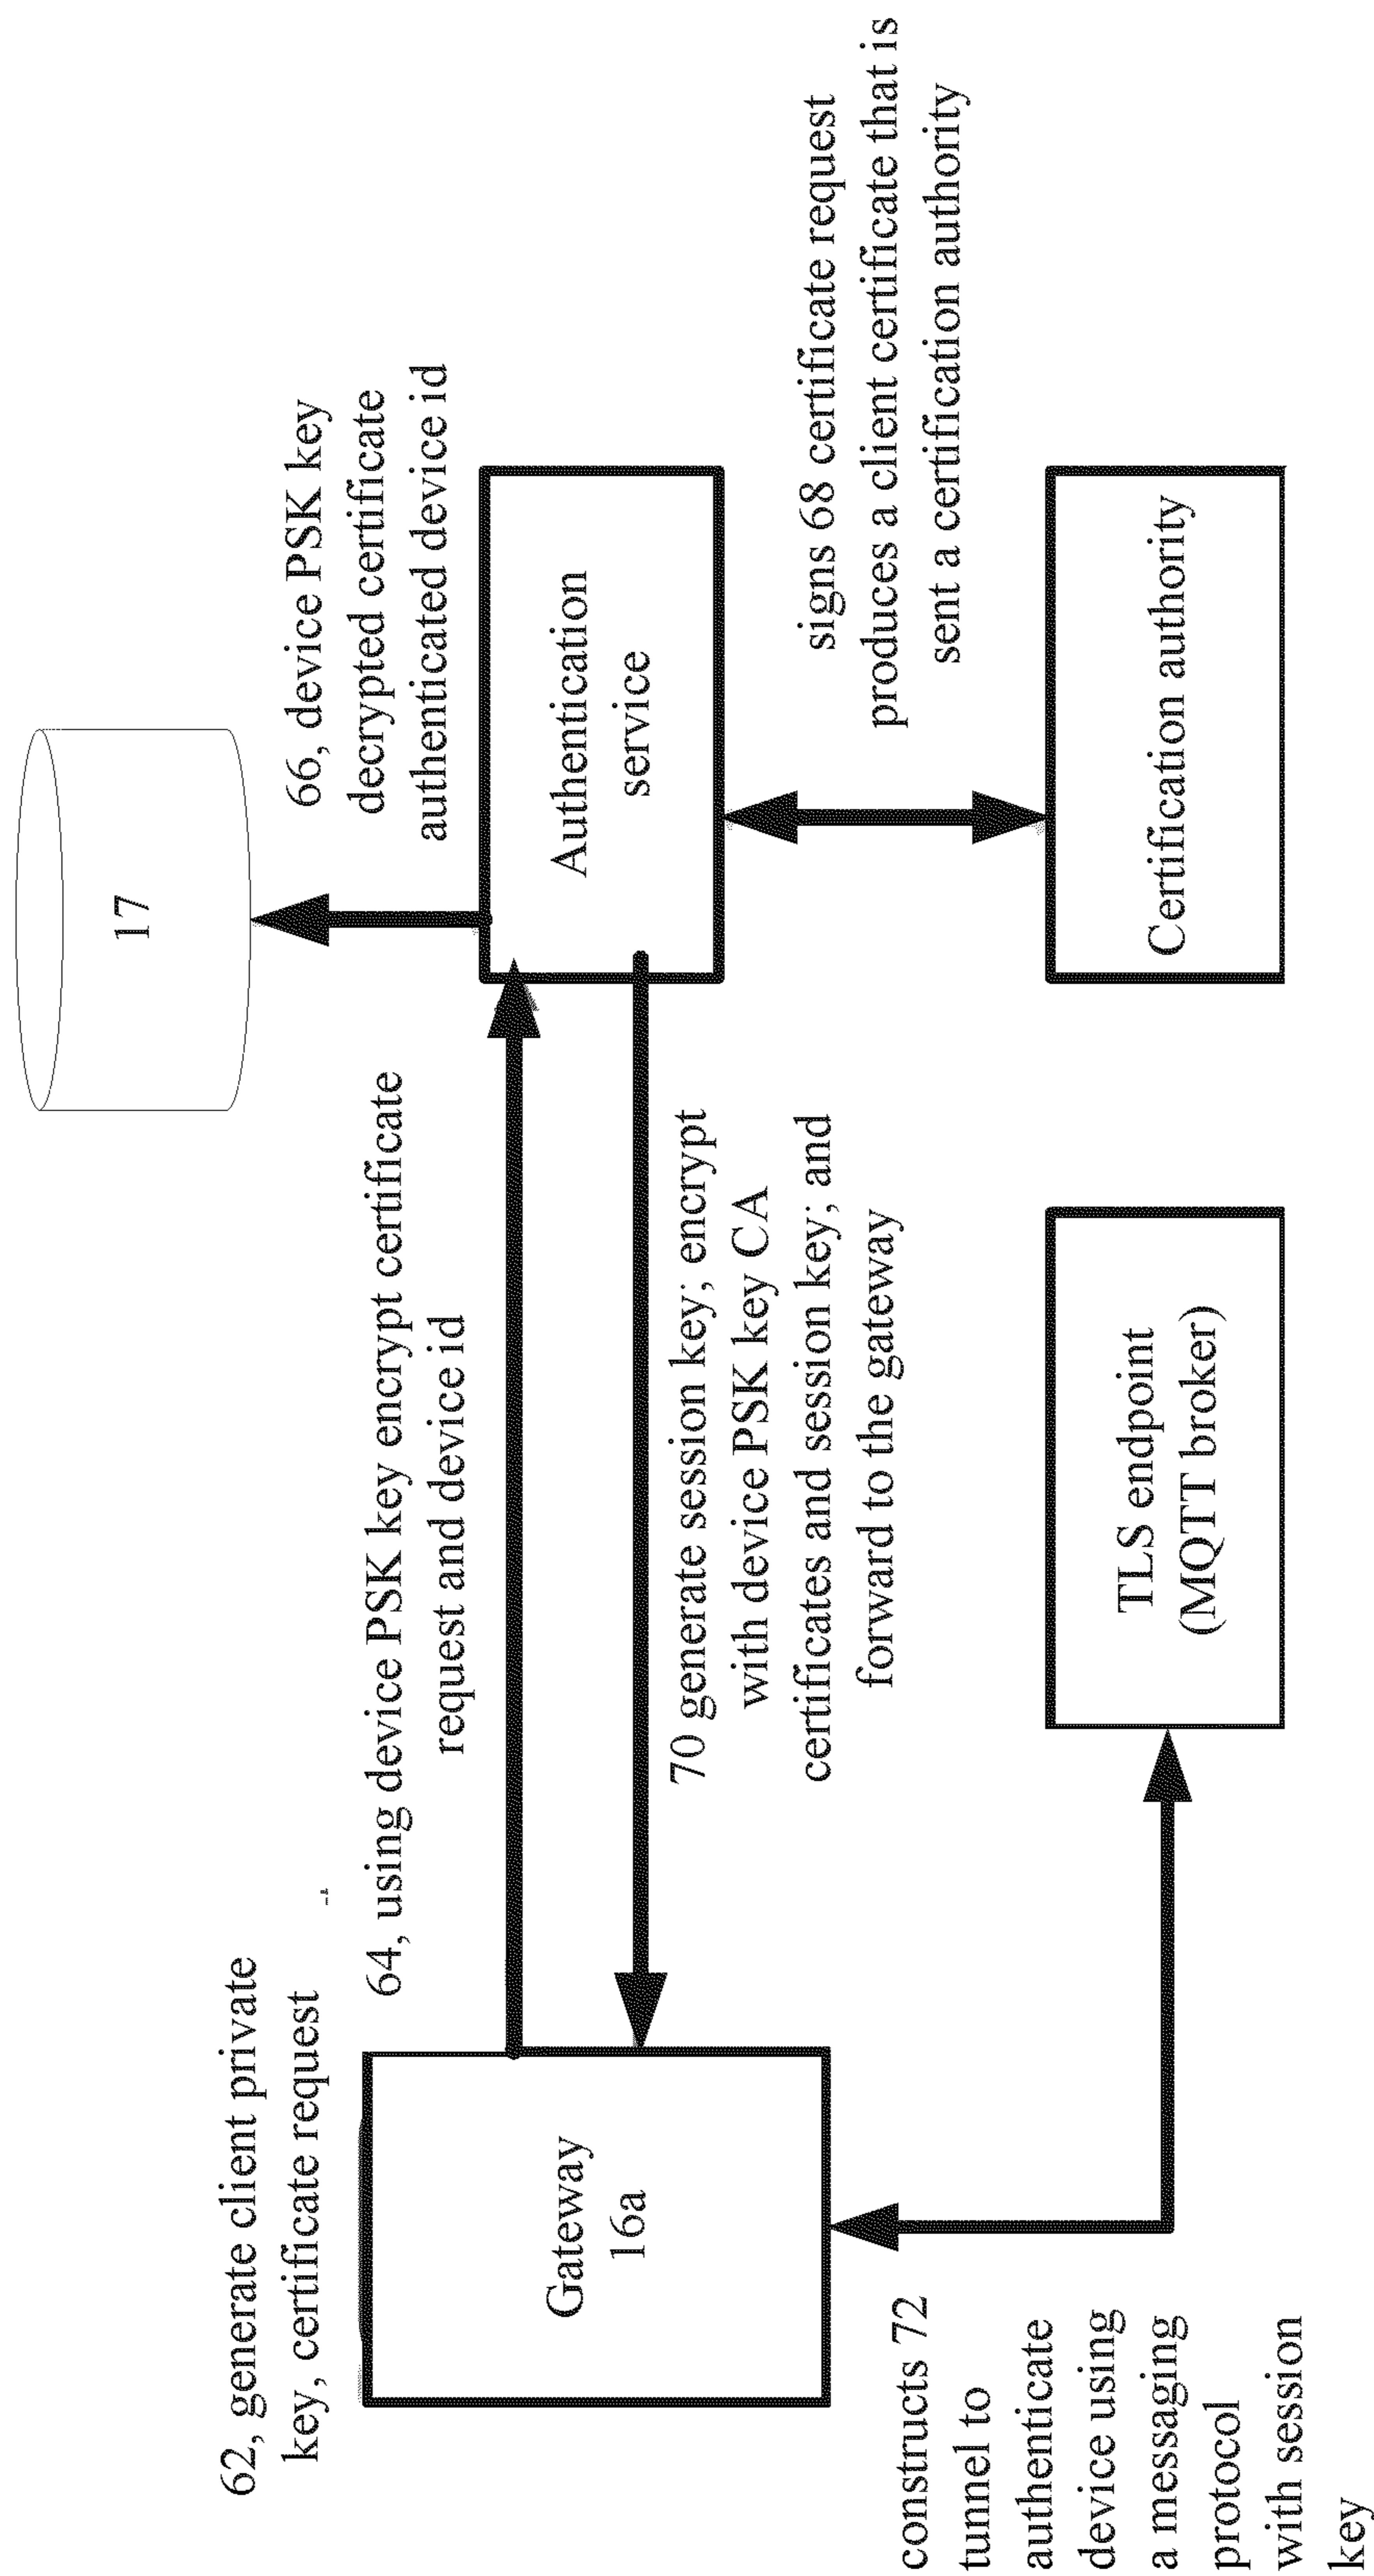 62, generate client private
key, certificate request
64, using device PSK key encrypt certificate
request and device id
17
66, device PSK key
decrypted certificate
authenticated device id
Gateway
16a
Authentication
service
70 generate session key; encrypt
with device PSK key CA
certificates and session key; and
forward to the gateway
signs 68 certificate request
produces a client certificate that is
sent a certification authority
constructs 72
tunnel to
authenticate
device using
a messaging
protocol
with session
key
TLS endpoint
(MQTT broker)
Certification authority